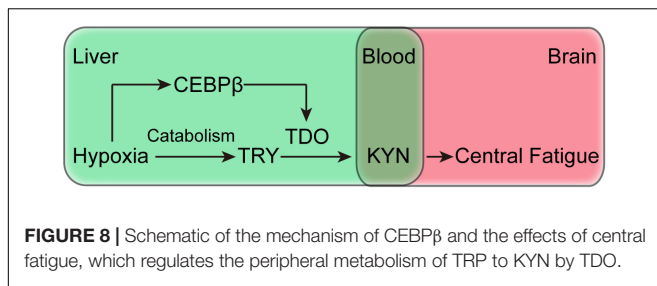 Liver Blood Brain
CEBPβ
Catabolism TDO
Hypoxia TRY KYN Central Fatigue
FIGURE 8 | Schematic of the mechanism of CEBPβ and the effects of central
fatigue, which regulates the peripheral metabolism of TRP to KYN by TDO.